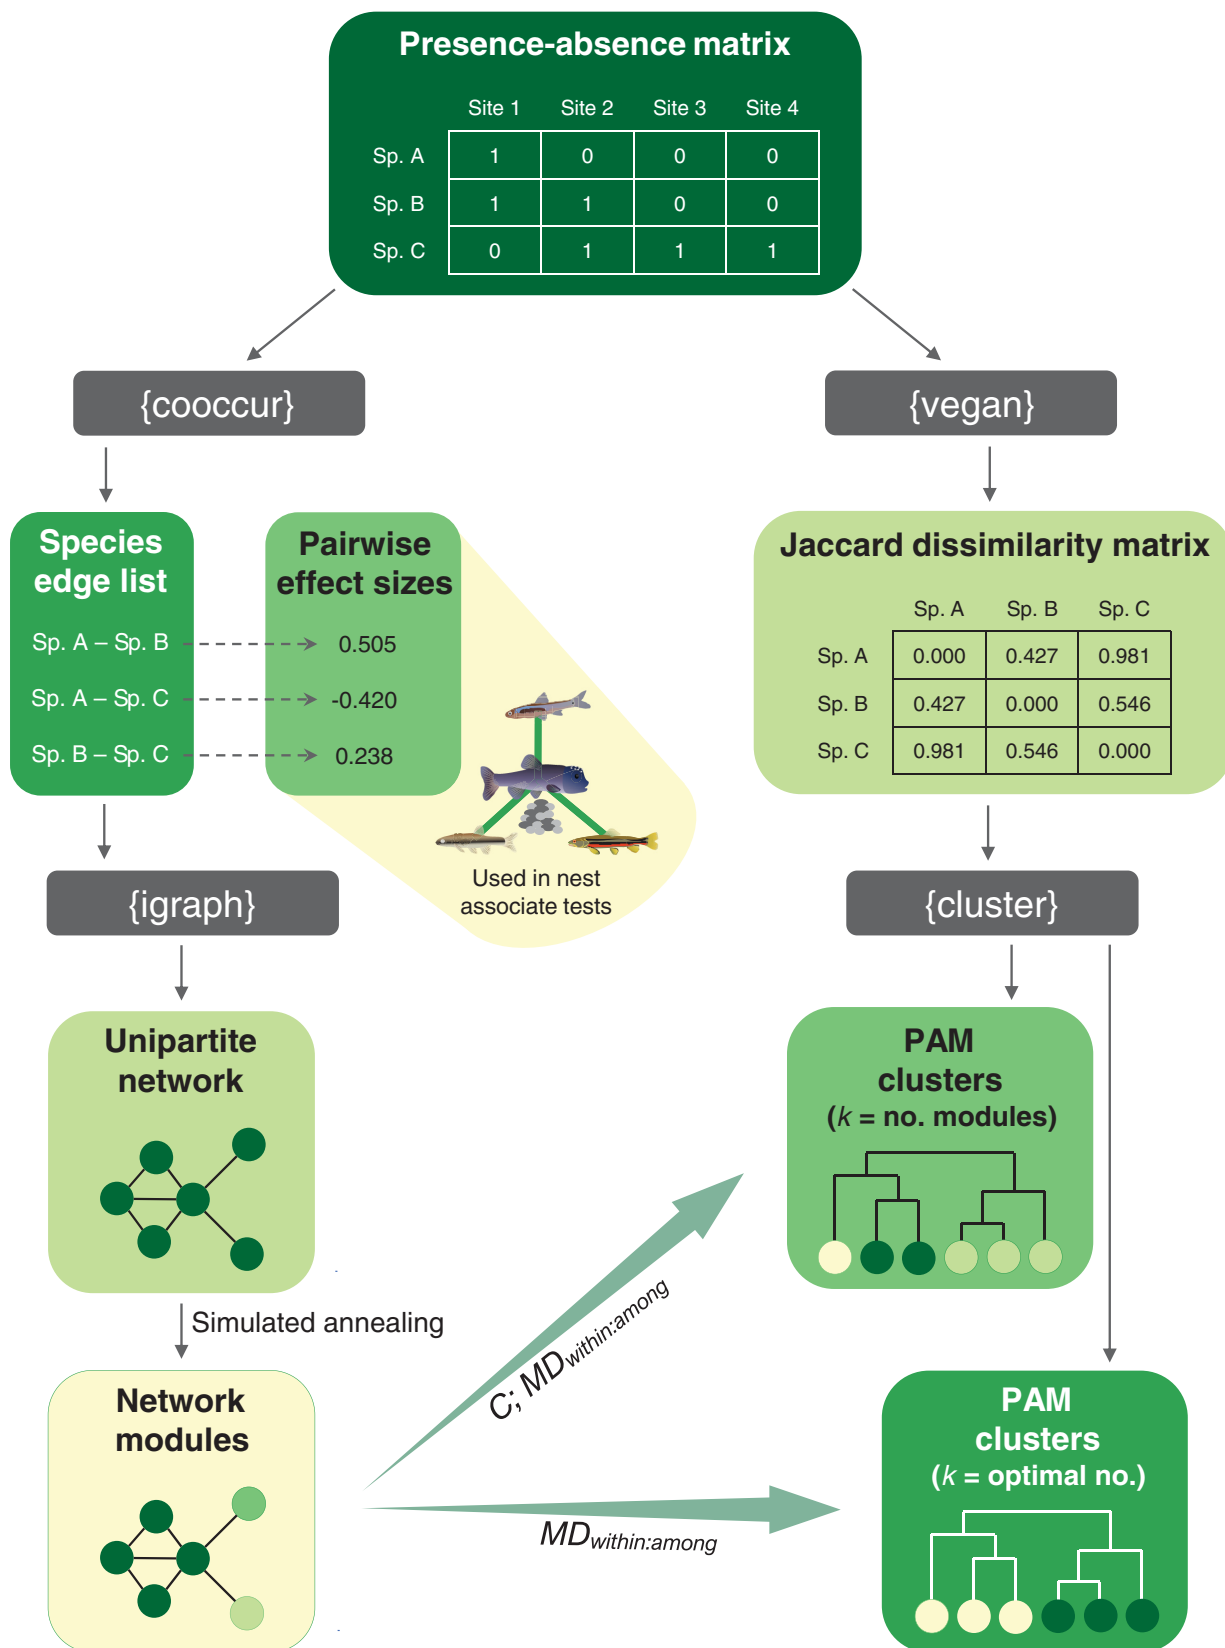 Presence-absence matrix
Site 1 Site 2 Site 3 Site 4
Sp. A 1 0 0 0
Sp. B 1 1 0 0
Sp. C 0 1 1 1
{cooccur}
{vegan}
Species
edge list
Sp. A – Sp. B
Sp. A – Sp. C
Sp. B – Sp. C
Pairwise
effect sizes
0.505
-0.420
0.238
Used in nest
associate tests
Jaccard dissimilarity matrix
Sp. A Sp. B Sp. C
Sp. A 0.000 0.427 0.981
Sp. B 0.427 0.000 0.546
Sp. C 0.981 0.546 0.000
{igraph}
{cluster}
Unipartite
network
PAM
clusters
(k = no. modules)
Simulated annealing
C; MDwithin:among
Network
modules
MDwithin:among
PAM
clusters
(k = optimal no.)